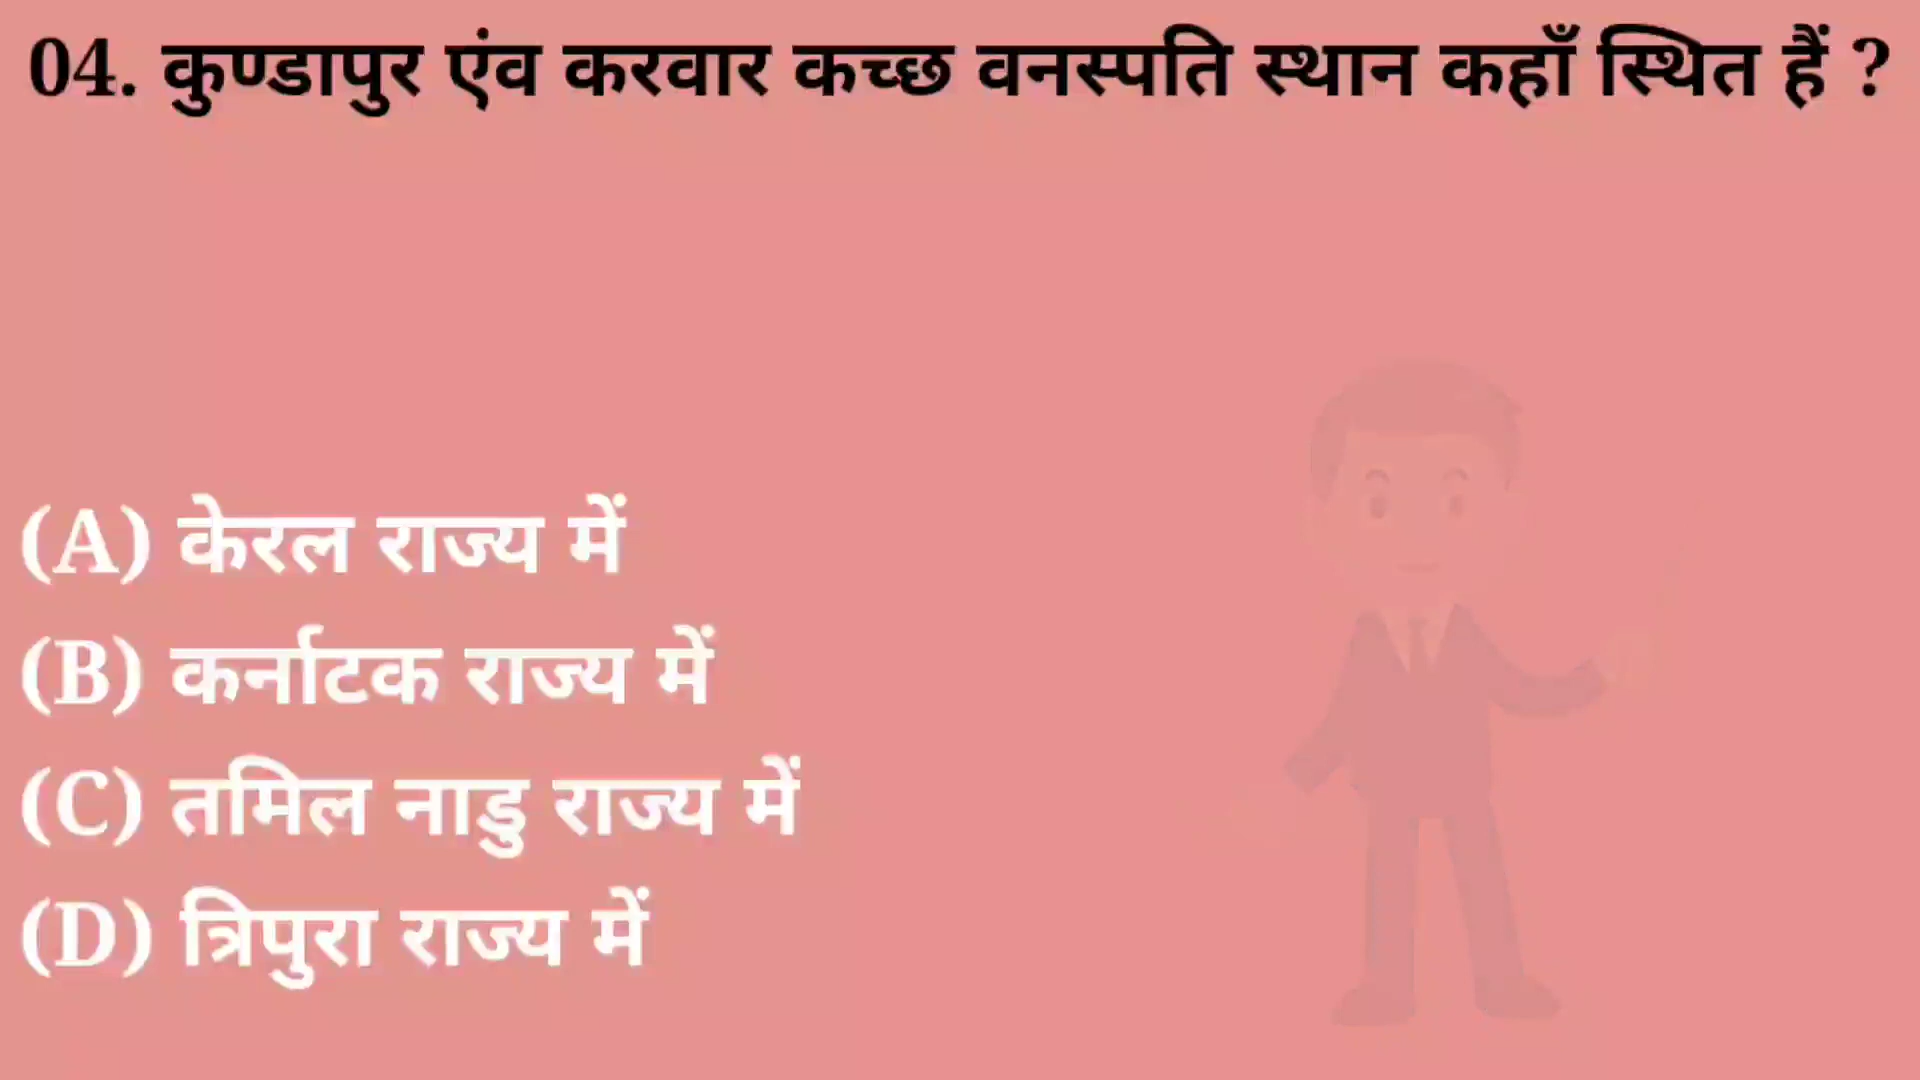 04. कुण्डापुर एंव करवार कच्छ वनस्पति स्थान कहाँ स्थित हैं ?
(A) केरल राज्य में
(B) कर्नाटक राज्य में
(C) तमिल नाडु राज्य में
(D) त्रिपुरा राज्य में